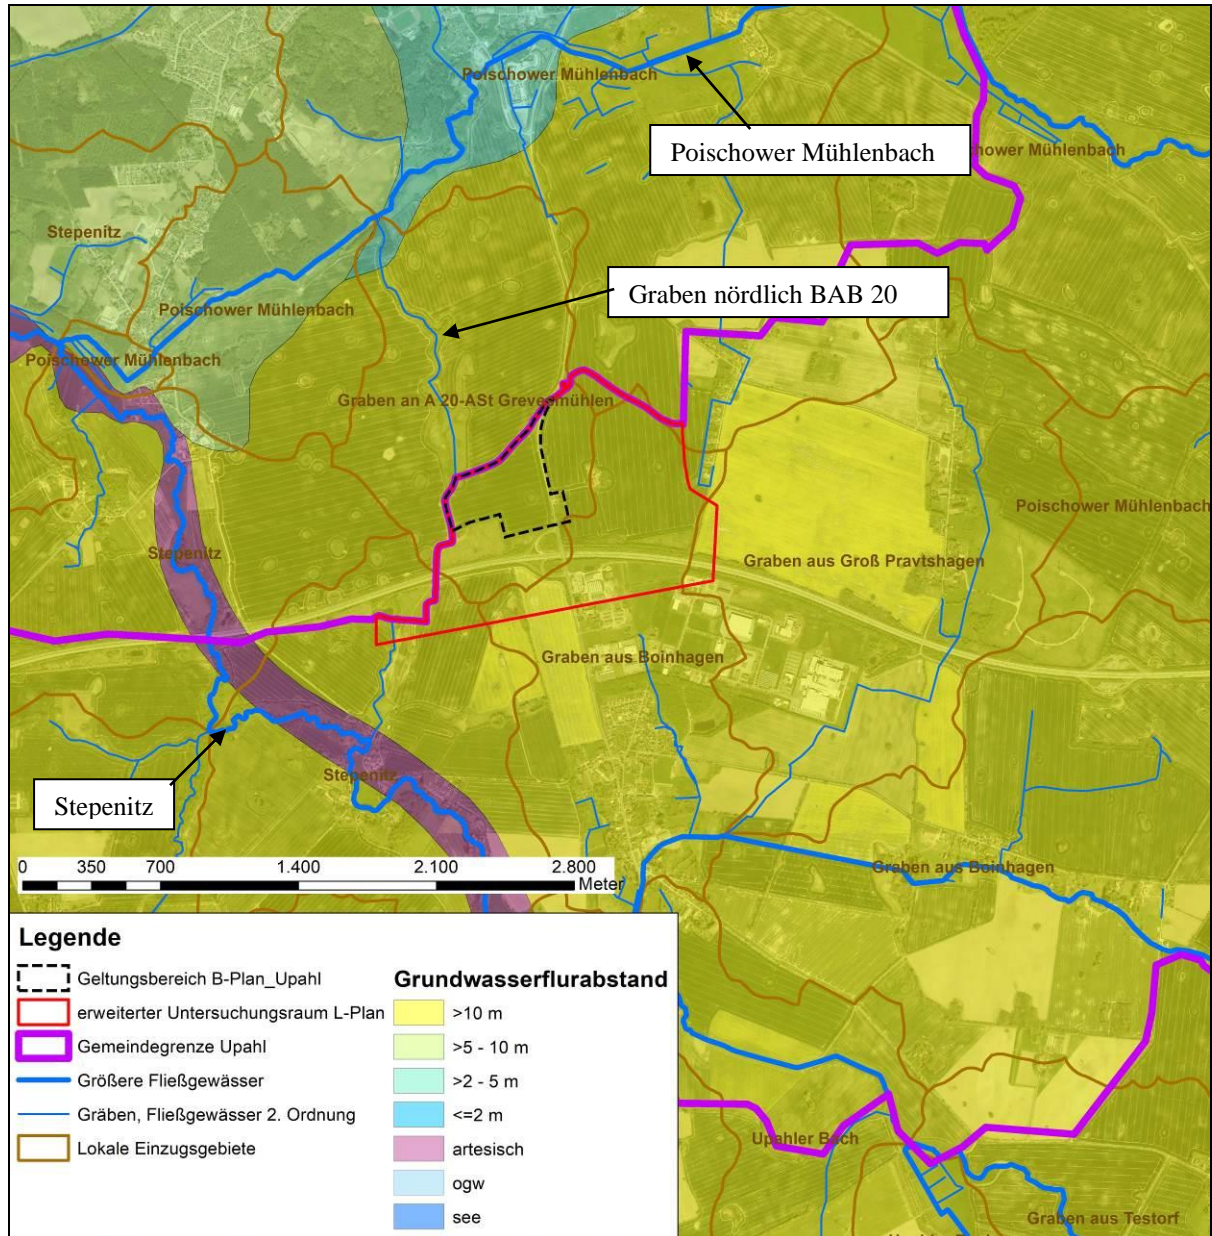 Poischower Mühlenbach
Poischower Mühlenbach
Mühlenbach
Stepenitz
Graben nördlich BAB 20
Poischower Mühlenbach
Poischower Mühlenbach
Graben an A 20-ASt Grevesmühlen
Poischower Mühlenbach
Stepenitz
Graben aus Groß Pravtshagen
Graben aus Boinhagen
Stepenitz
Stepenitz
0 350 700 1.400 2.100 2.800
Meter
Graben aus Boinhagen
Legende
Geltungsbereich B-Plan_Upahl
erweiterter Untersuchungsraum L-Plan
Gemeindegrenze Upahl
Größere Fließgewässer
Gräben, Fließgewässer 2. Ordnung
Lokale Einzugsgebiete
Grundwasserflurabstand
>10 m
>5 - 10 m
>2 - 5 m
<=2 m
artesisch
ogw
see
Upahler Bach
Graben aus Testorf